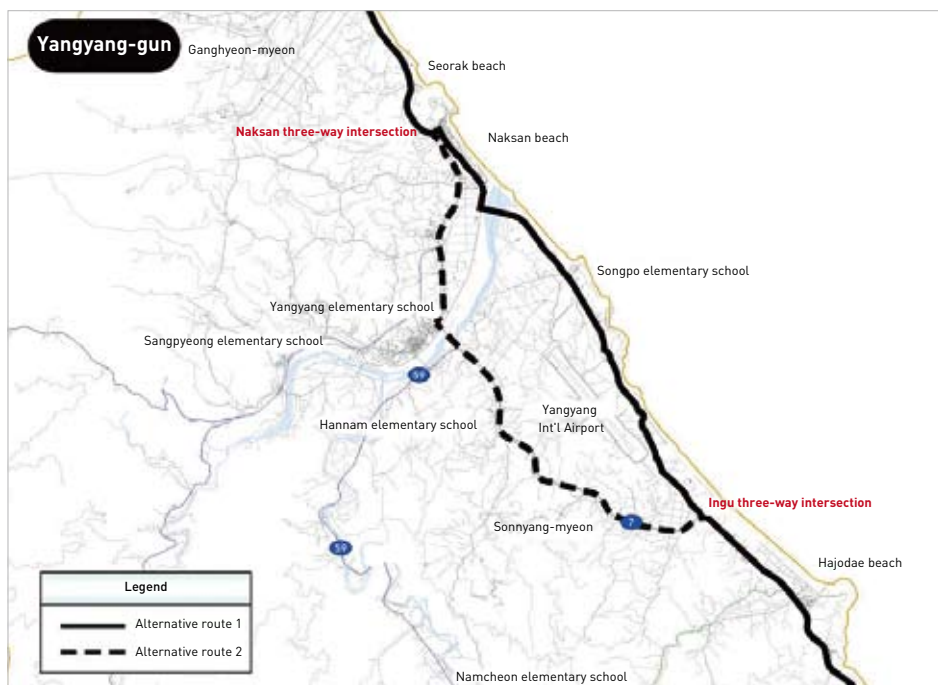 Yangyang-gun
Ganghyeon-myeon
Seorak beach
Naksan three-way intersection
Naksan beach
Songpo elementary school
Yangyang elementary school
Sangpyeong elementary school
59
Yangyang
Int'l Airport
Hannam elementary school
Ingu three-way intersection
7
Sonnyang-myeon
59
Hajodae beach
Legend
Alternative route 1
Alternative route 2
Namcheon elementary school